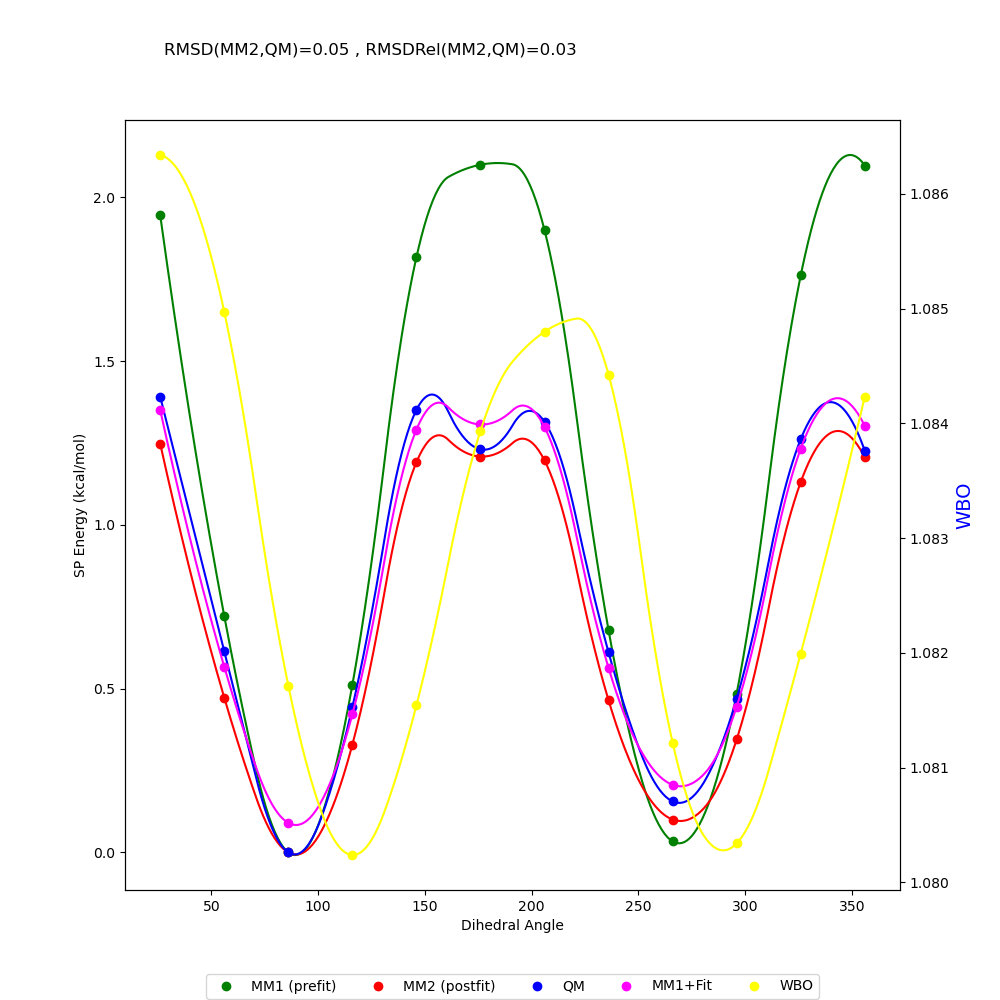 RMSD(MM2,QM)=0.05 , RMSDRel(MM2,QM)=0.03
2.0
1.5
1.0
0.5
0.0
SP Energy (kcal/mol)
1.086
1.085
1.084
1.083
1.082
1.081
1.080
WBO
50 100 150 200 250 300 350
Dihedral Angle
MM1 (prefit) MM2 (postfit) QM MM1+Fit WBO